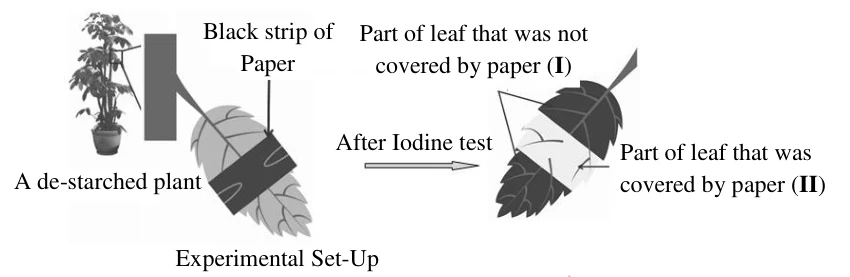 Black strip of
Paper
Part of leaf that was not
covered by paper (I)
After Iodine test
A de-starched plant
Part of leaf that was
covered by paper (II)
Experimental Set-Up